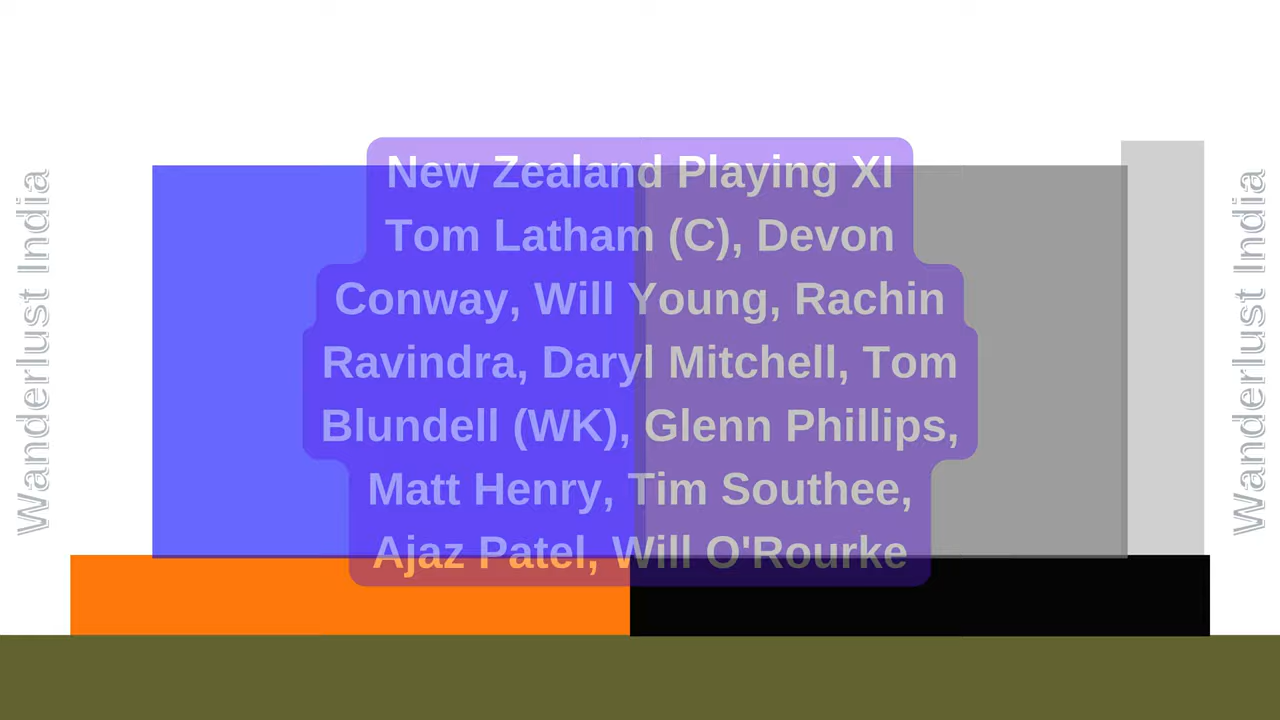 Wanderlust India
New Zealand Playing XI
Tom Latham (C), Devon
Conway, Will Young, Rachin
Ravindra, Daryl Mitchell, Tom
Blundell (WK), Glenn Phillips,
Matt Henry, Tim Southee,
Ajaz Patel, Will O'Rourke
Wanderlust India